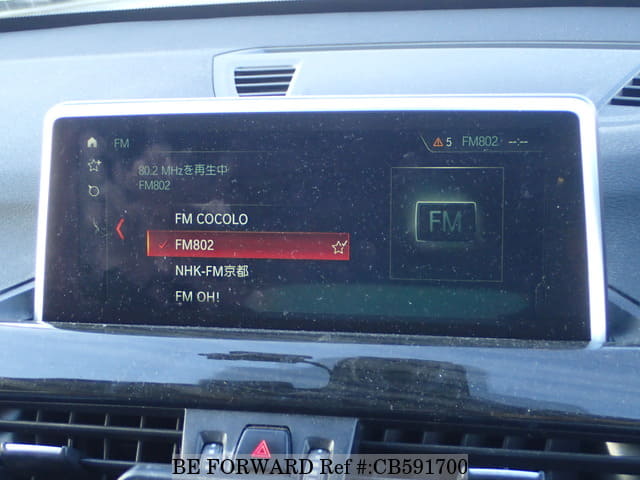 FM
5 FM802 --:--
80.2 MHzを再生中
FM802
FM COCOLO
FM802
NHK-FM京都
FM OH!
FM
BE FORWARD Ref #:CB591700